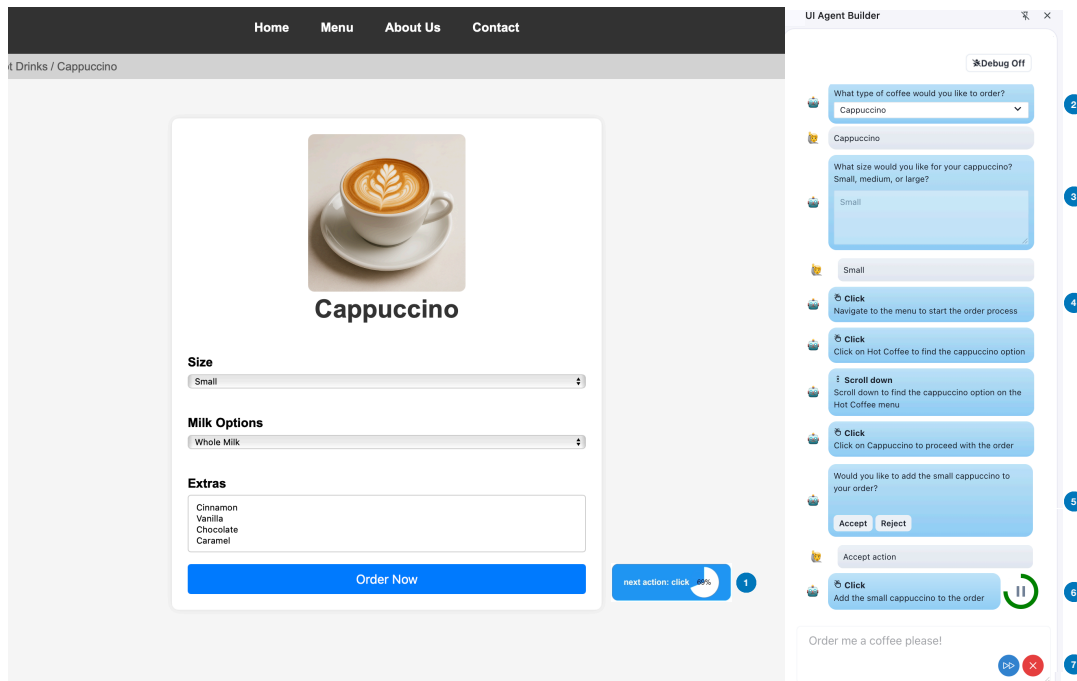 Home Menu About Us Contact
t Drinks / Cappuccino
Cappuccino
Size
Small
Milk Options
Whole Milk
Extras
Cinnamon
Vanilla
Chocolate
Caramel
Order Now
next action: click 69%
1
UI Agent Builder
Debug Off
What type of coffee would you like to order?
Cappuccino
2
Cappuccino
What size would you like for your cappuccino?
Small, medium, or large?
Small
3
Small
Click
Navigate to the menu to start the order process
4
Click
Click on Hot Coffee to find the cappuccino option
Scroll down
Scroll down to find the cappuccino option on the
Hot Coffee menu
Click
Click on Cappuccino to proceed with the order
Would you like to add the small cappuccino to
your order?
Accept Reject
5
Accept action
Click
Add the small cappuccino to the order
6
Order me a coffee please!
7